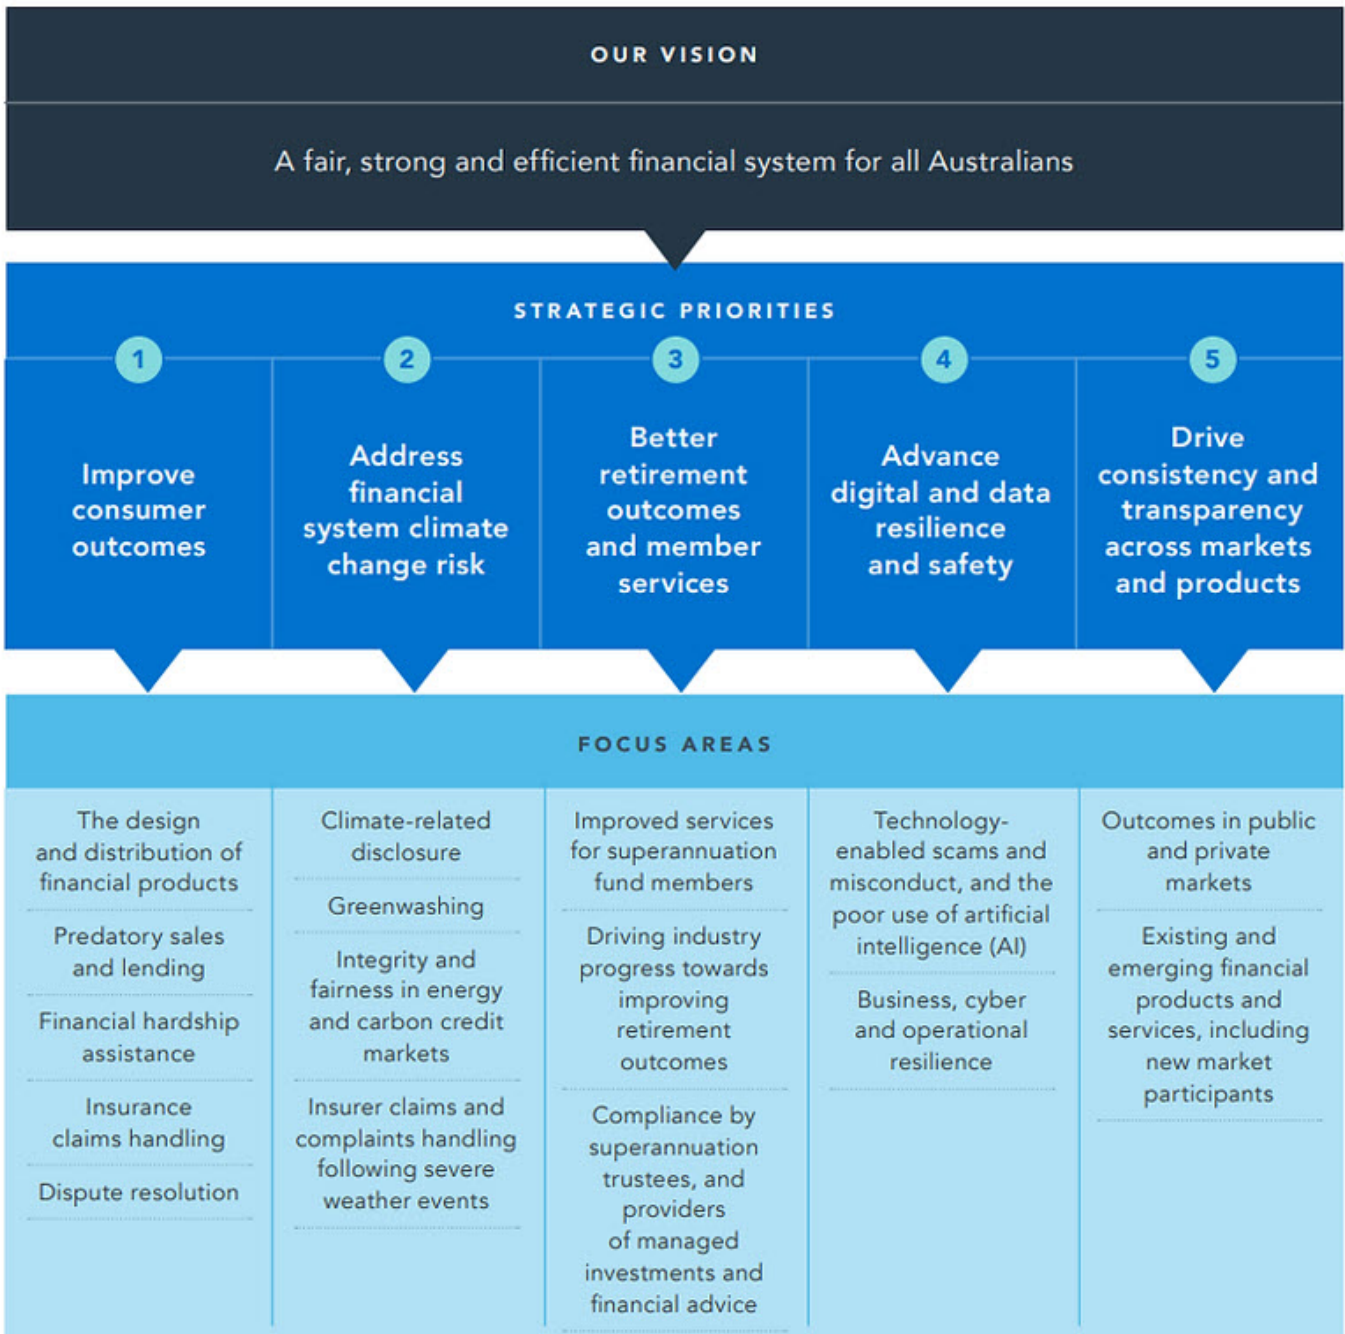 OUR VISION
A fair, strong and efficient financial system for all Australians
STRATEGIC PRIORITIES
1
Improve
consumer
outcomes
2
Address
financial
system climate
change risk
3
Better
retirement
outcomes
and member
services
4
Advance
digital and data
resilience
and safety
5
Drive
consistency and
transparency
across markets
and products
FOCUS AREAS
The design
and distribution of
financial products
Predatory sales
and lending
Financial hardship
assistance
Insurance
claims handling
Dispute resolution
Climate-related
disclosure
Greenwashing
Integrity and
fairness in energy
and carbon credit
markets
Insurer claims and
complaints handling
following severe
weather events
Improved services
for superannuation
fund members
Driving industry
progress towards
improving
retirement
outcomes
Compliance by
superannuation
trustees, and
providers
of managed
investments and
financial advice
Technology-
enabled scams and
misconduct, and the
poor use of artificial
intelligence (AI)
Business, cyber
and operational
resilience
Outcomes in public
and private
markets
Existing and
emerging financial
products and
services, including
new market
participants